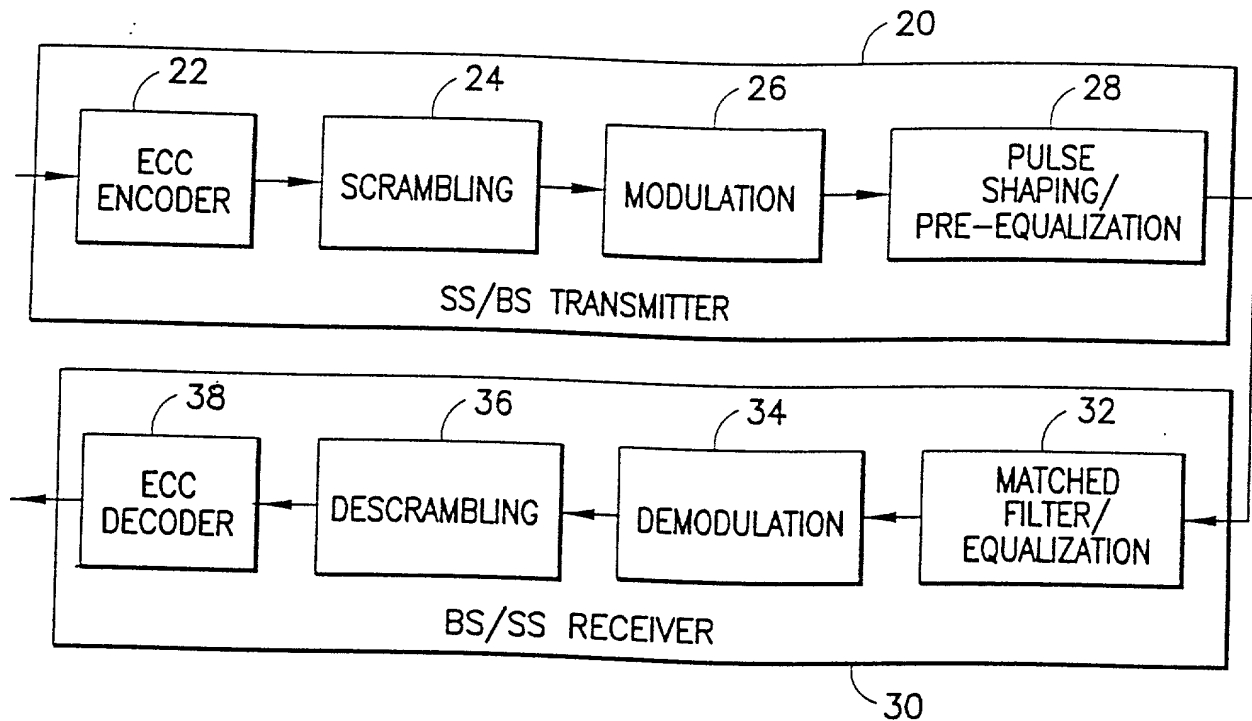 20
22
24
26
28
ECC
ENCODER
SCRAMBLING
MODULATION
PULSE
SHAPING/
PRE-EQUALIZATION
SS/BS TRANSMITTER
38
36
34
32
ECC
DECODER
DESCRAMBLING
DEMODULATION
MATCHED
FILTER/
EQUALIZATION
BS/SS RECEIVER
30